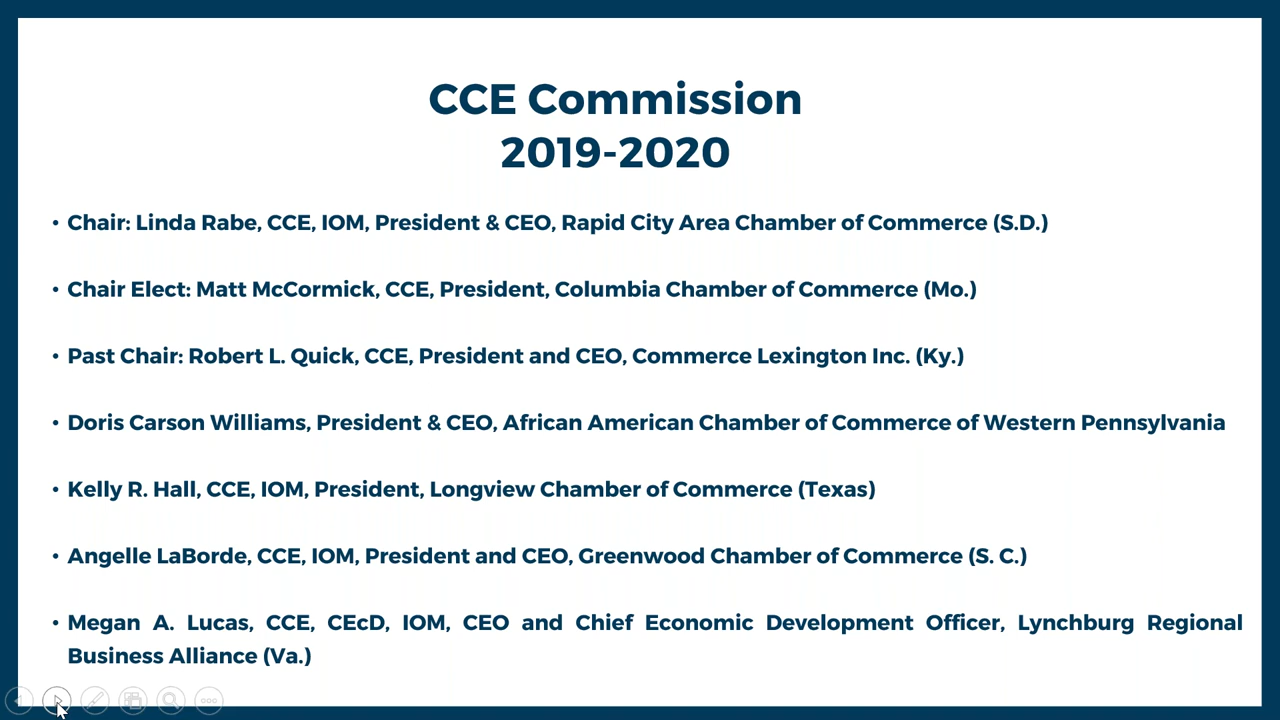 CCE Commission
2019-2020
• Chair: Linda Rabe, CCE, IOM, President & CEO, Rapid City Area Chamber of Commerce (S.D.)
• Chair Elect: Matt McCormick, CCE, President, Columbia Chamber of Commerce (Mo.)
• Past Chair: Robert L. Quick, CCE, President and CEO, Commerce Lexington Inc. (Ky.)
• Doris Carson Williams, President & CEO, African American Chamber of Commerce of Western Pennsylvania
• Kelly R. Hall, CCE, IOM, President, Longview Chamber of Commerce (Texas)
• Angelle LaBorde, CCE, IOM, President and CEO, Greenwood Chamber of Commerce (S. C.)
• Megan A. Lucas, CCE, CEcD, IOM, CEO and Chief Economic Development Officer, Lynchburg Regional
Business Alliance (Va.)